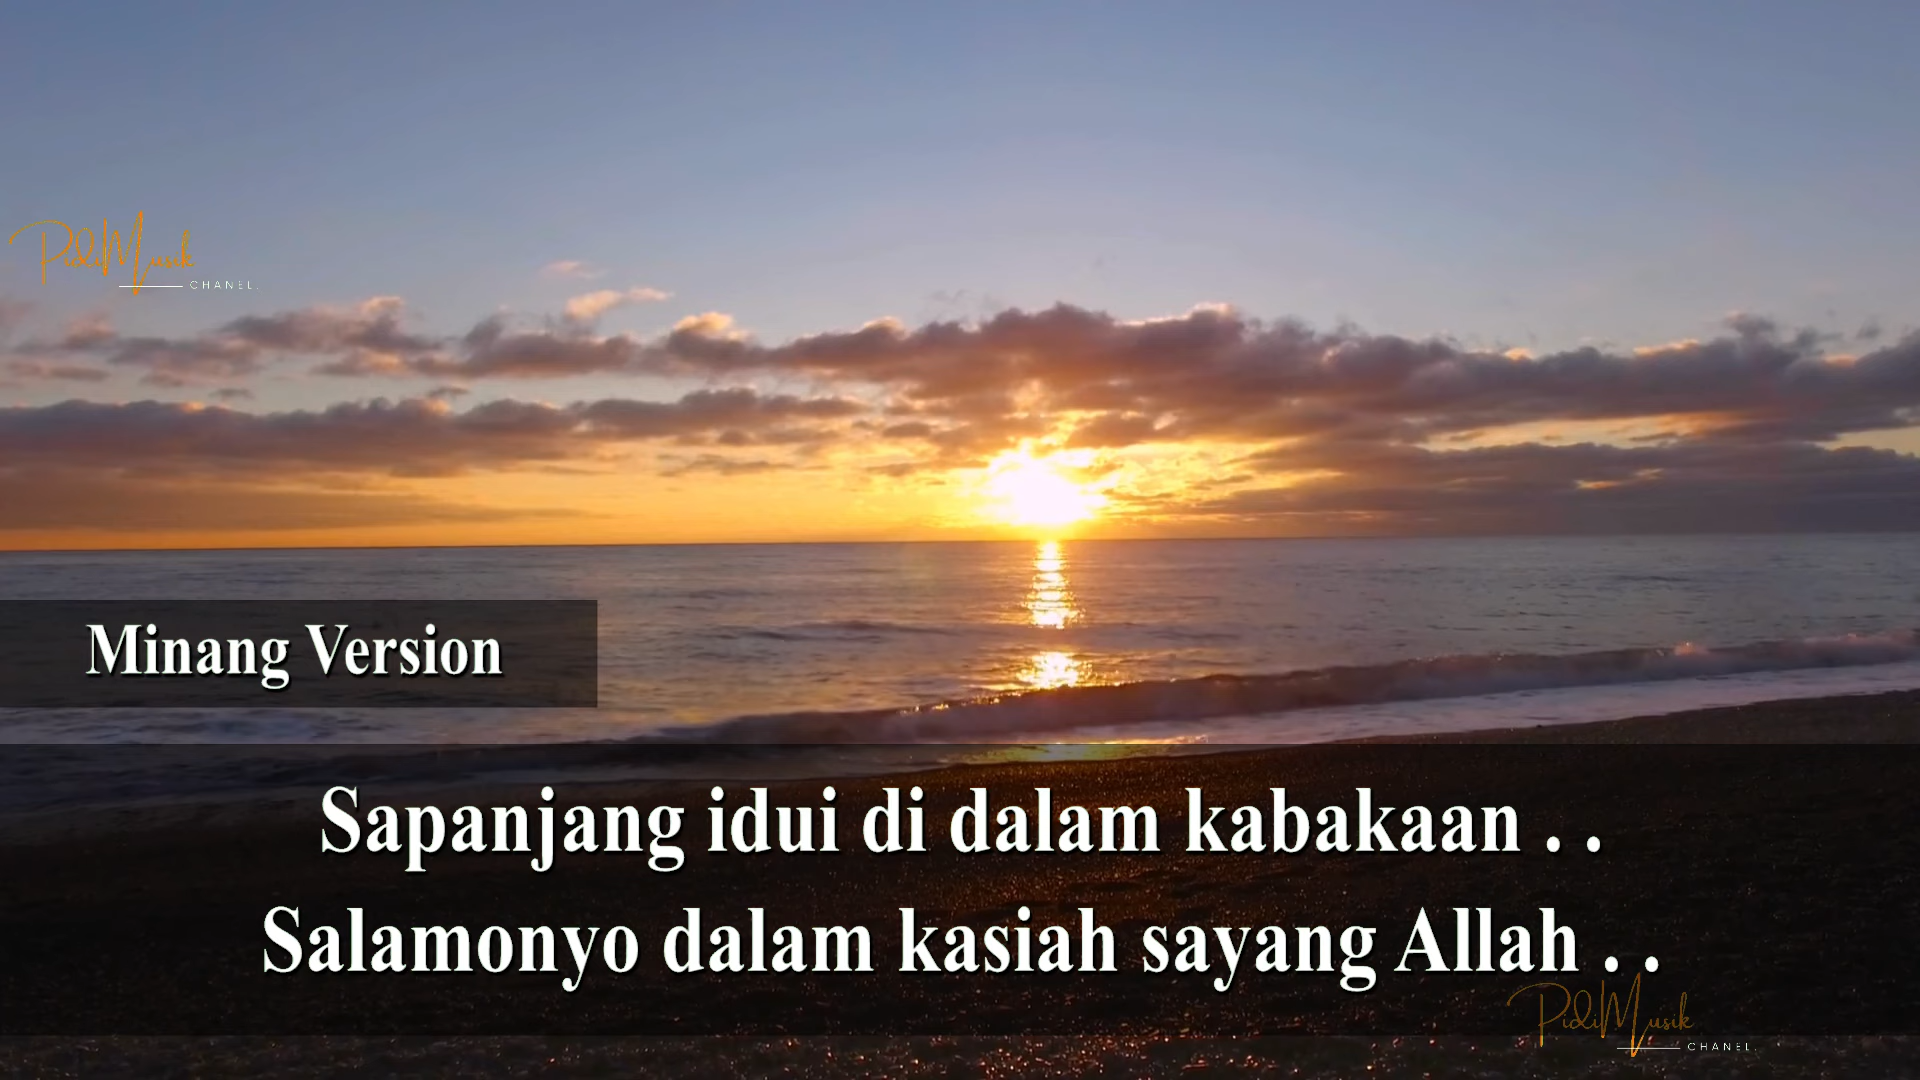 PidiMusik
CHANEL.
Minang Version
Sapanjang idui di dalam kabakaan . .
Salamonyo dalam kasiah sayang Allah . .
PidiMusik
CHANEL.